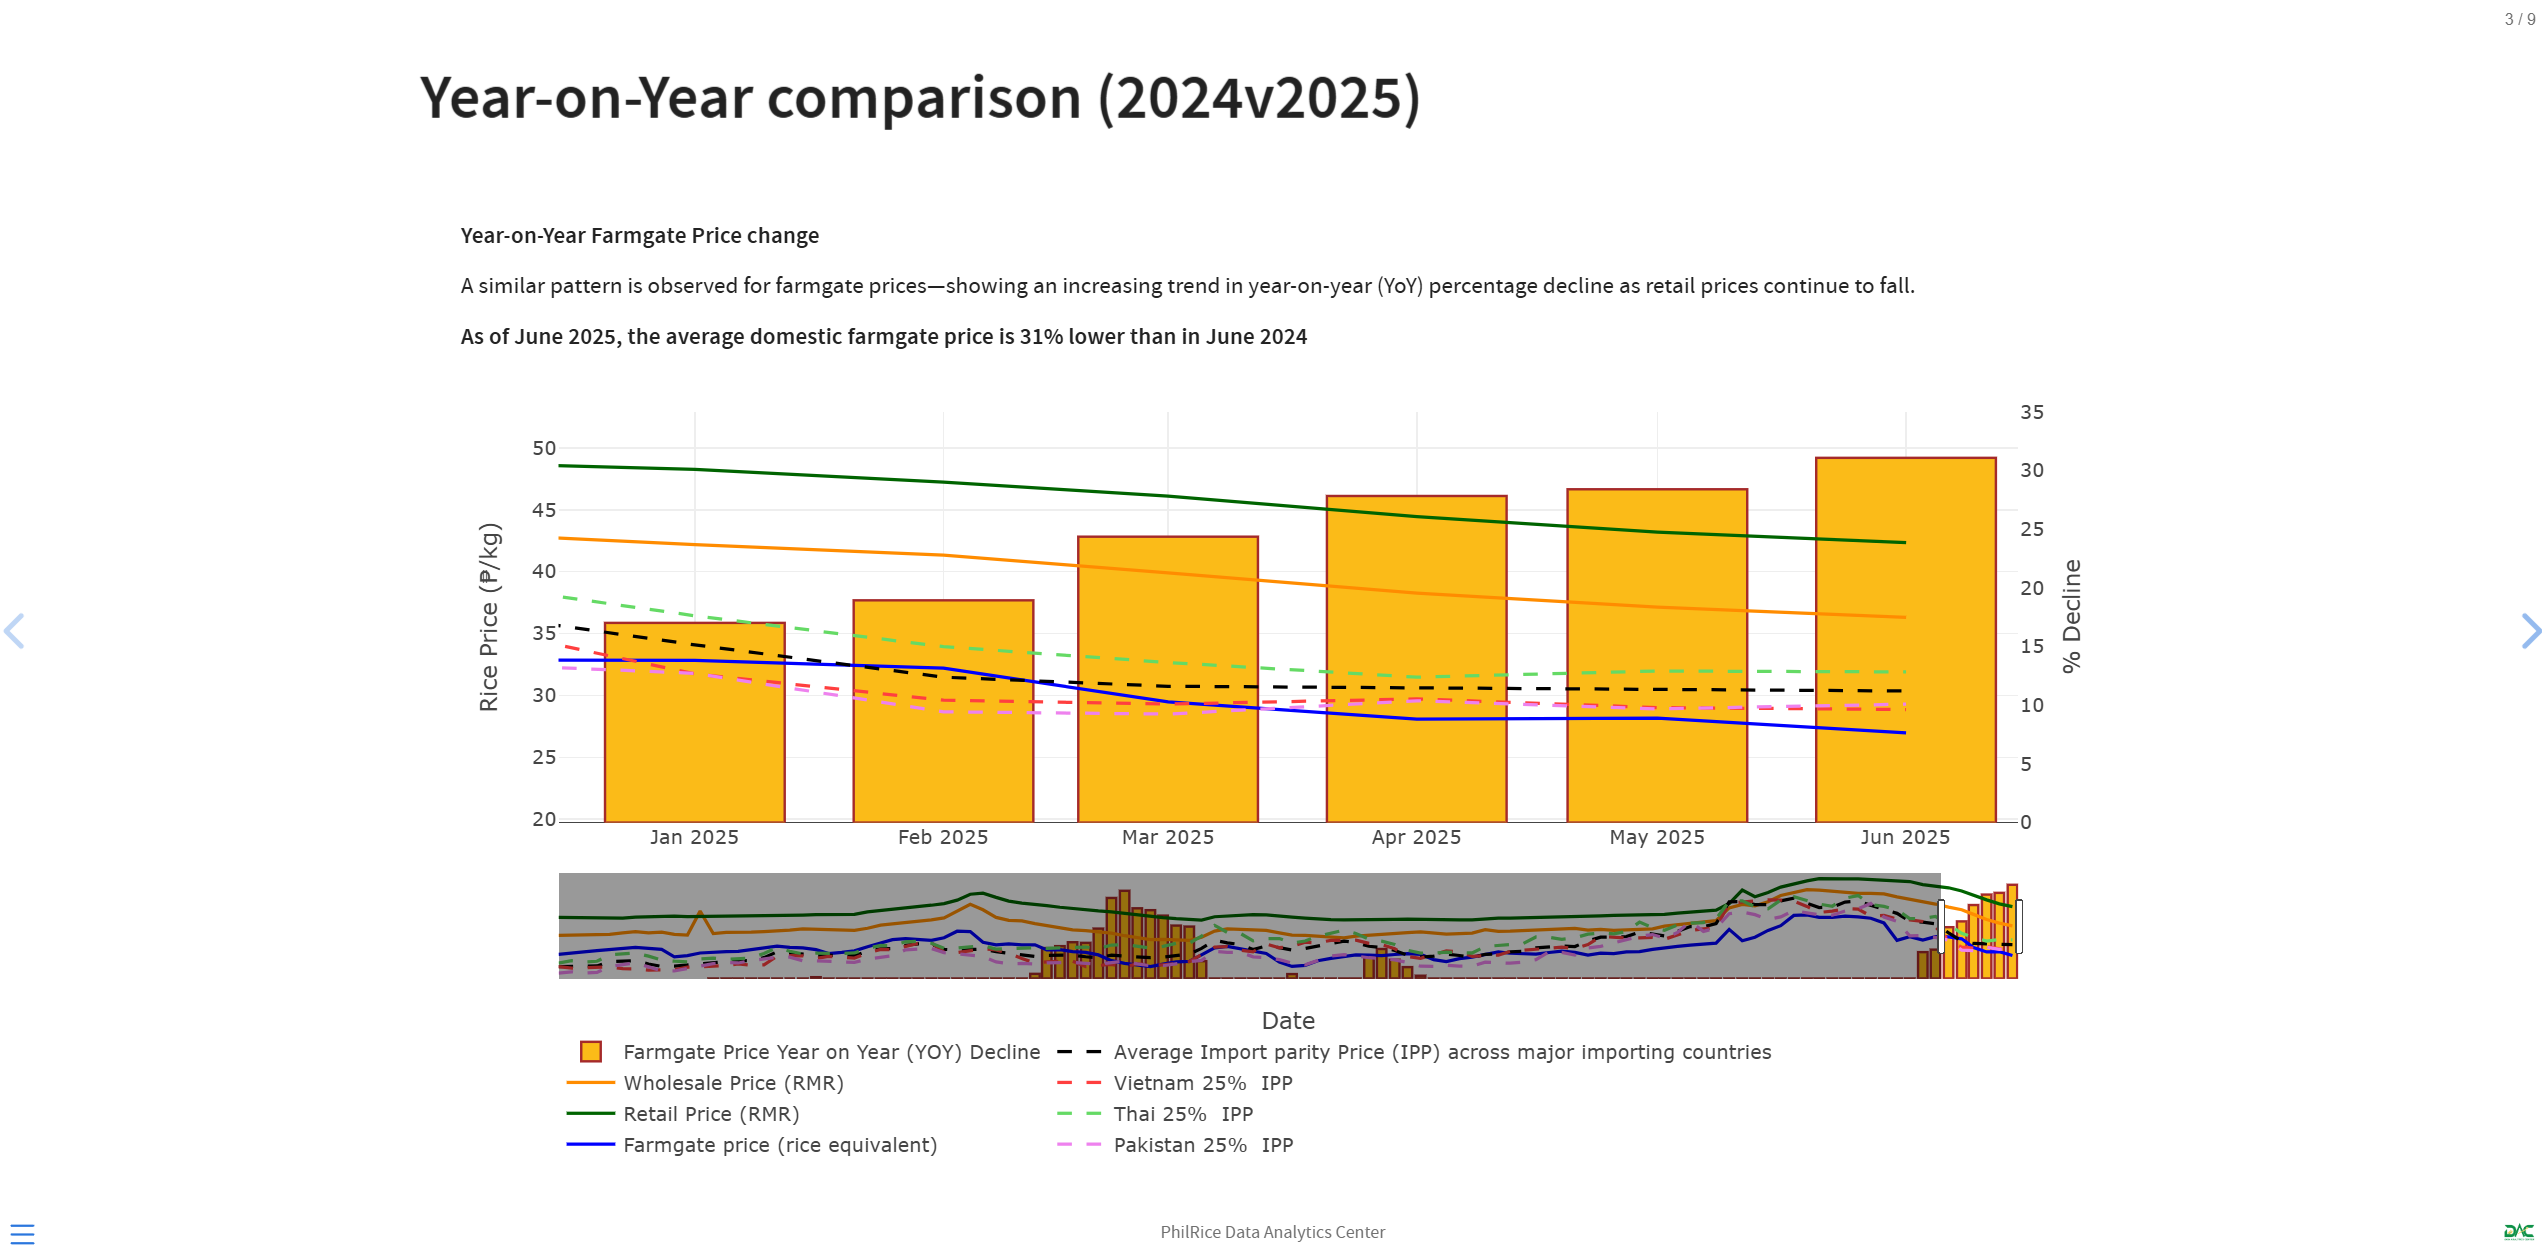 3 / 9
Year-on-Year comparison (2024v2025)
Year-on-Year Farmgate Price change
A similar pattern is observed for farmgate prices—showing an increasing trend in year-on-year (YoY) percentage decline as retail prices continue to fall.
As of June 2025, the average domestic farmgate price is 31% lower than in June 2024
Rice Price (₱/kg)
50
45
40
35
30
25
20
35
30
25
20
15
10
5
0
% Decline
Jan 2025
Feb 2025
Mar 2025
Apr 2025
May 2025
Jun 2025
Date
Farmgate Price Year on Year (YOY) Decline
Wholesale Price (RMR)
Retail Price (RMR)
Farmgate price (rice equivalent)
Average Import parity Price (IPP) across major importing countries
Vietnam 25%  IPP
Thai 25%  IPP
Pakistan 25%  IPP
PhilRice Data Analytics Center
DAC